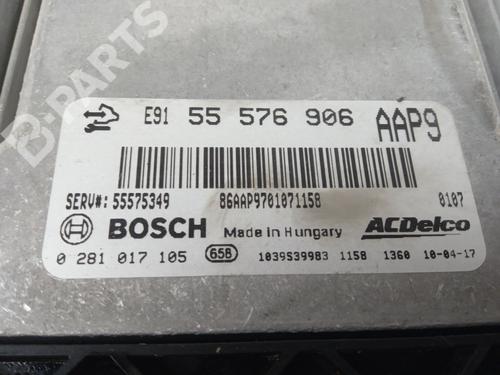 B-PARTS
E91 55 576 906 AAP9
SERV#: 55575349 86AAP9701071158 0107
BOSCH Made in Hungary ACDelco
0 281 017 105 658 1039S39983 1158 1360 10-04-17